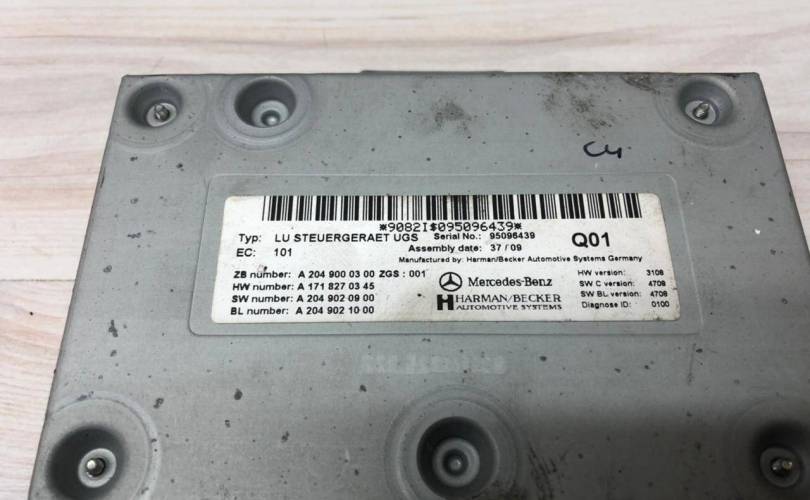 C4
*9082I$095096439*
Typ: LU STEUERGERAET UGS Serial No.: 95096439 Q01
EC: 101 Assembly date: 37 / 09
Manufactured by: Harman/Becker Automotive Systems Germany
ZB number: A 204 900 03 00 ZGS : 001 Mercedes-Benz HW version: 3108
HW number: A 171 827 03 45 SW C version: 4708
SW number: A 204 902 09 00 HARMAN/BECKER SW BL version: 4708
BL number: A 204 902 10 00 AUTOMOTIVE SYSTEMS Diagnose ID: 0100